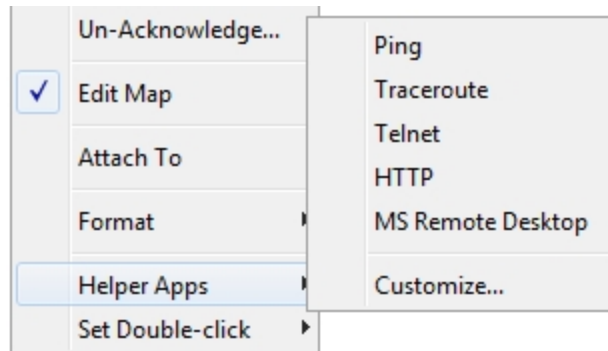 Un-Acknowledge...
Edit Map
Attach To
Format
Helper Apps
Set Double-click
Ping
Traceroute
Telnet
HTTP
MS Remote Desktop
Customize...